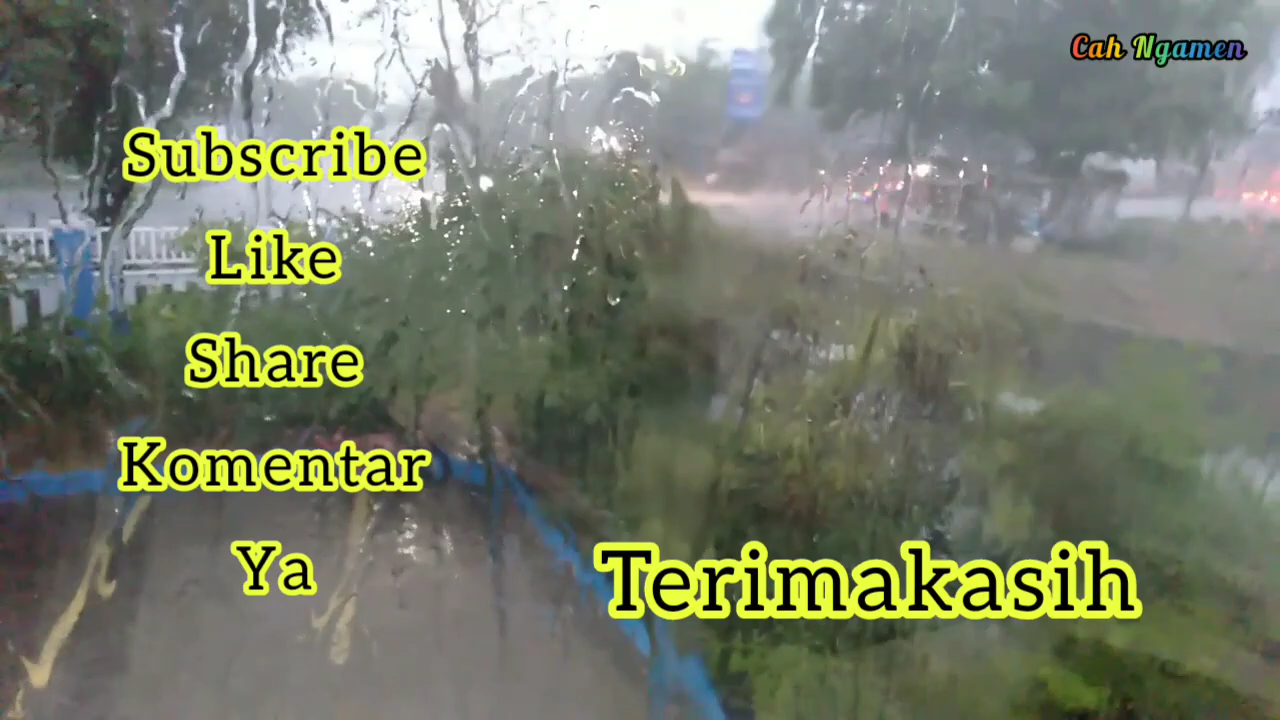 Cah Ngamen
Subscribe
Like
Share
Komentar
Ya
Terimakasih